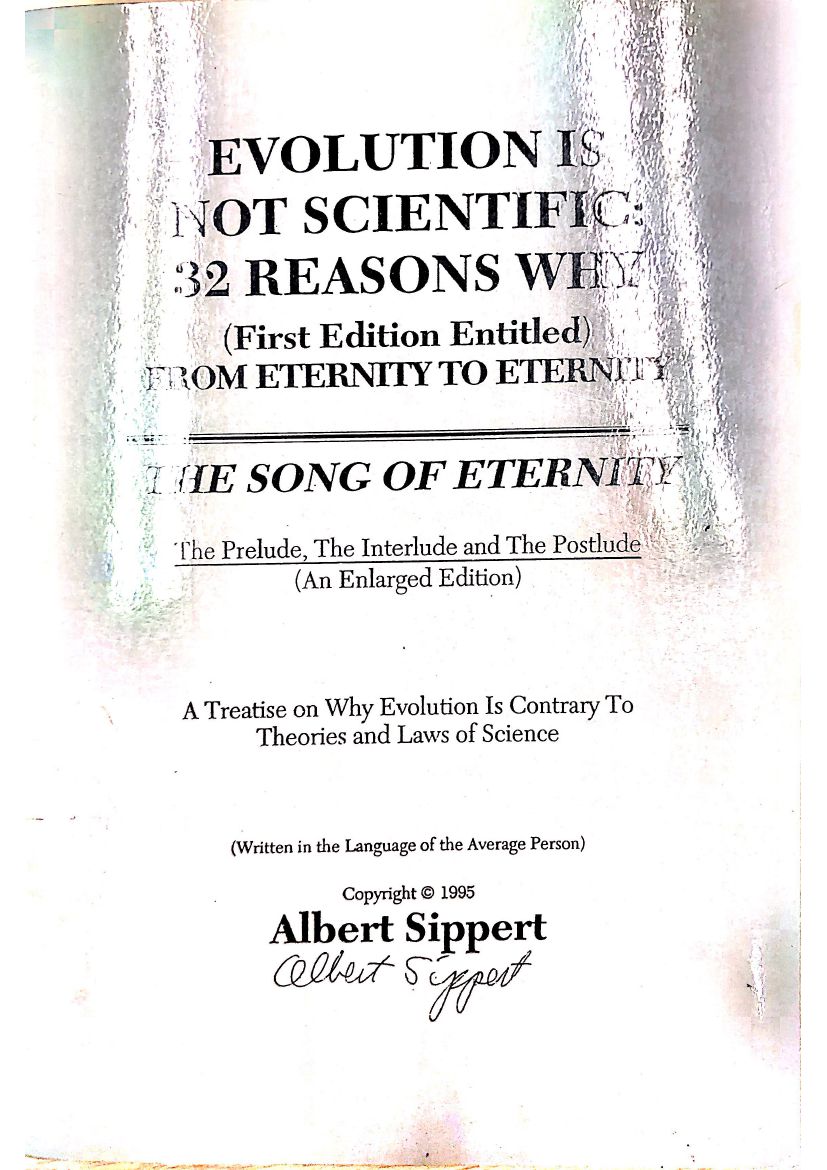 EVOLUTION IS
NOT SCIENTIFIC:
32 REASONS WHY
(First Edition Entitled)
FROM ETERNITY TO ETERNITY
THE SONG OF ETERNITY
The Prelude, The Interlude and The Postlude
(An Enlarged Edition)
A Treatise on Why Evolution Is Contrary To
Theories and Laws of Science
(Written in the Language of the Average Person)
Copyright © 1995
Albert Sippert
Albert Sippert